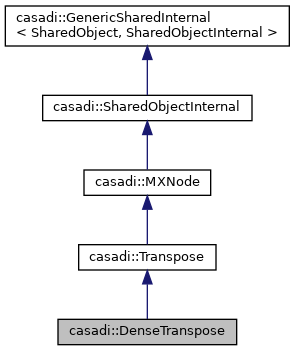 casadi::GenericSharedInternal
< SharedObject, SharedObjectInternal >
casadi::SharedObjectInternal
casadi::MXNode
casadi::Transpose
casadi::DenseTranspose